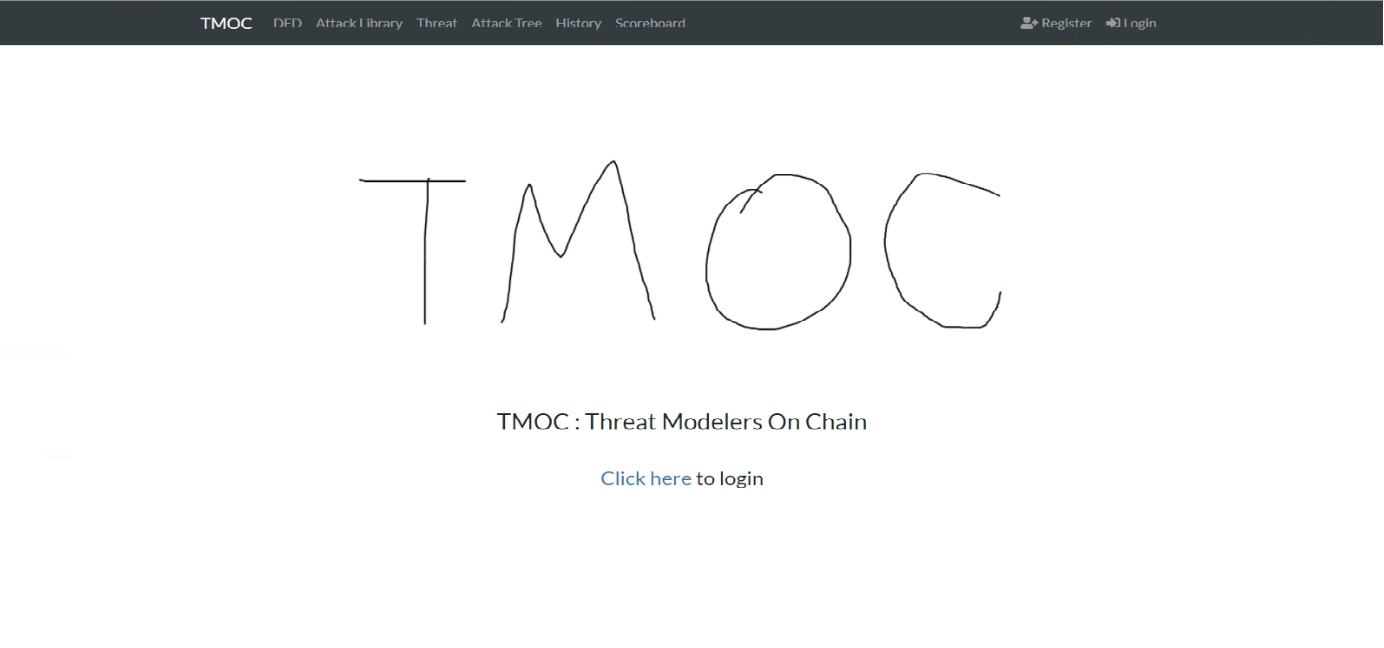 TMOC DFD Attack Library Threat Attack Tree History Scoreboard Register Login
TMOC
TMOC : Threat Modelers On Chain
Click here to login